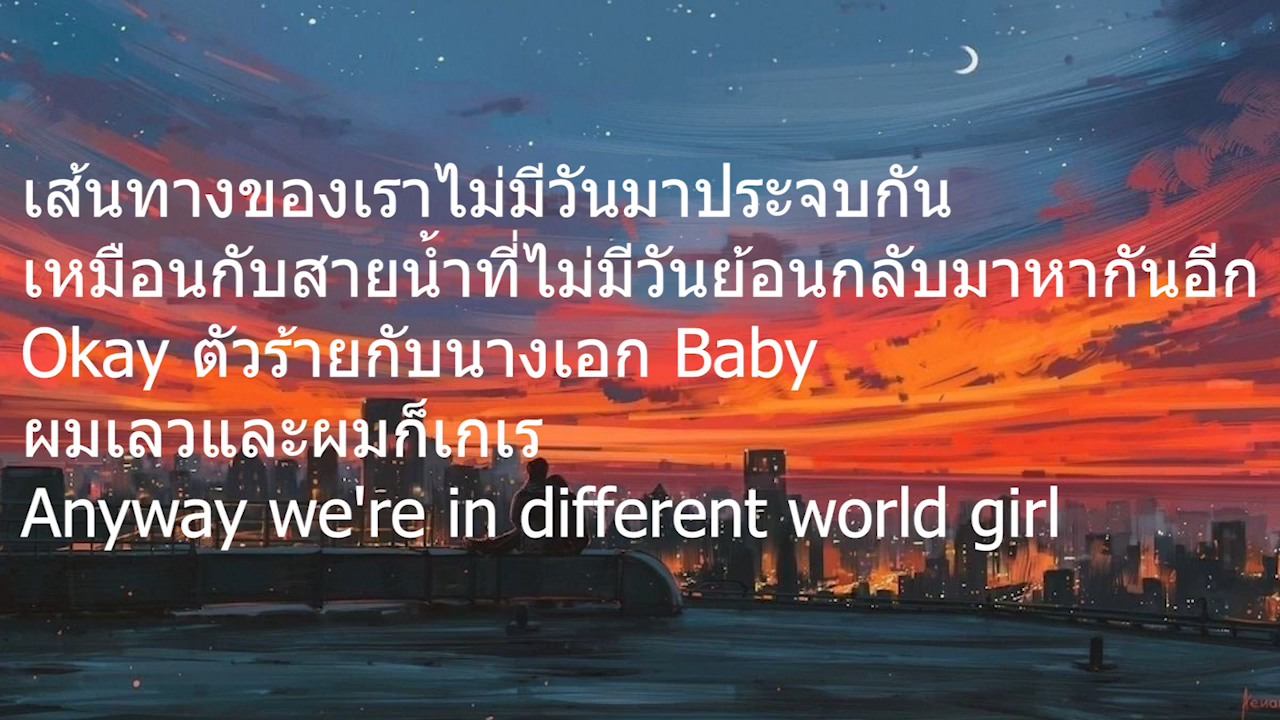 เส้นทางของเราไม่มีวันมาประจบกัน
เหมือนกับสายน้ำที่ไม่มีวันย้อนกลับมาหากันอีก
Okay ตัวร้ายกับนางเอก Baby
ผมเลวและผมก็เกเร
Anyway we're in different world girl